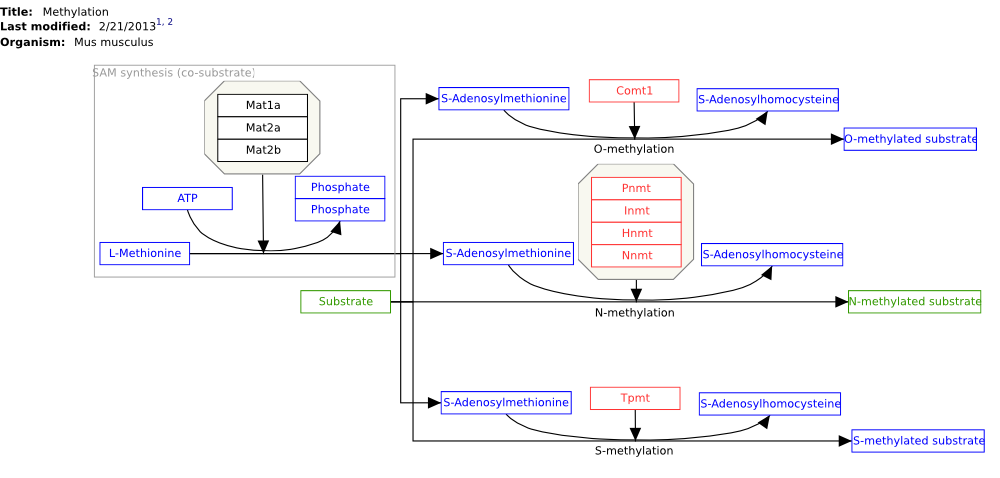 Title: Methylation
Last modified: 2/21/2013¹, ²
Organism: Mus musculus
SAM synthesis (co-substrate)
Mat1a
Mat2a
Mat2b
ATP
Phosphate
Phosphate
L-Methionine
Substrate
S-Adenosylmethionine
Comt1
S-Adenosylhomocysteine
O-methylated substrate
O-methylation
Pnmt
Inmt
Hnmt
Nnmt
S-Adenosylmethionine
S-Adenosylhomocysteine
N-methylated substrate
N-methylation
Tpmt
S-Adenosylmethionine
S-Adenosylhomocysteine
S-methylated substrate
S-methylation